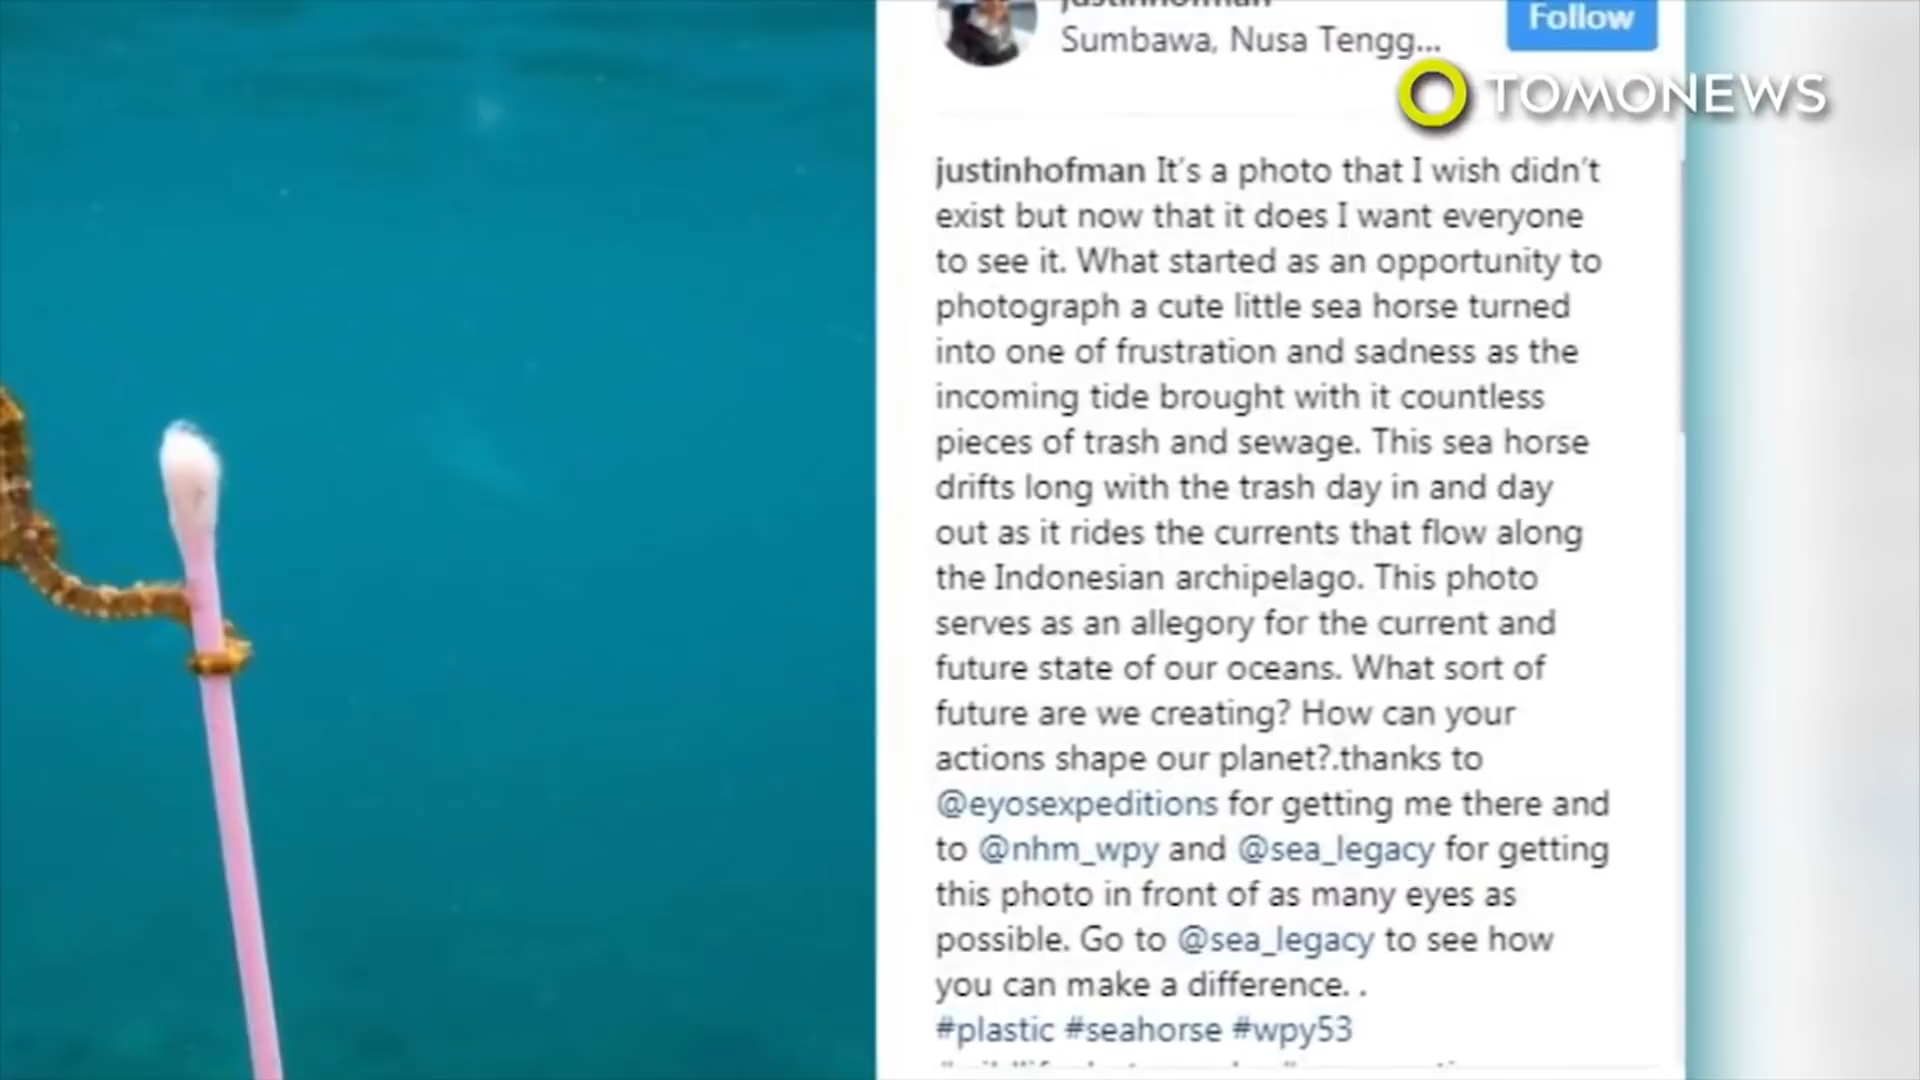 justinhofman
Sumbawa, Nusa Tengg...
Follow
TOMONEWS
justinhofman It's a photo that I wish didn't
exist but now that it does I want everyone
to see it. What started as an opportunity to
photograph a cute little sea horse turned
into one of frustration and sadness as the
incoming tide brought with it countless
pieces of trash and sewage. This sea horse
drifts long with the trash day in and day
out as it rides the currents that flow along
the Indonesian archipelago. This photo
serves as an allegory for the current and
future state of our oceans. What sort of
future are we creating? How can your
actions shape our planet?.thanks to
@eyosexpeditions for getting me there and
to @nhm_wpy and @sea_legacy for getting
this photo in front of as many eyes as
possible. Go to @sea_legacy to see how
you can make a difference. .
#plastic #seahorse #wpy53